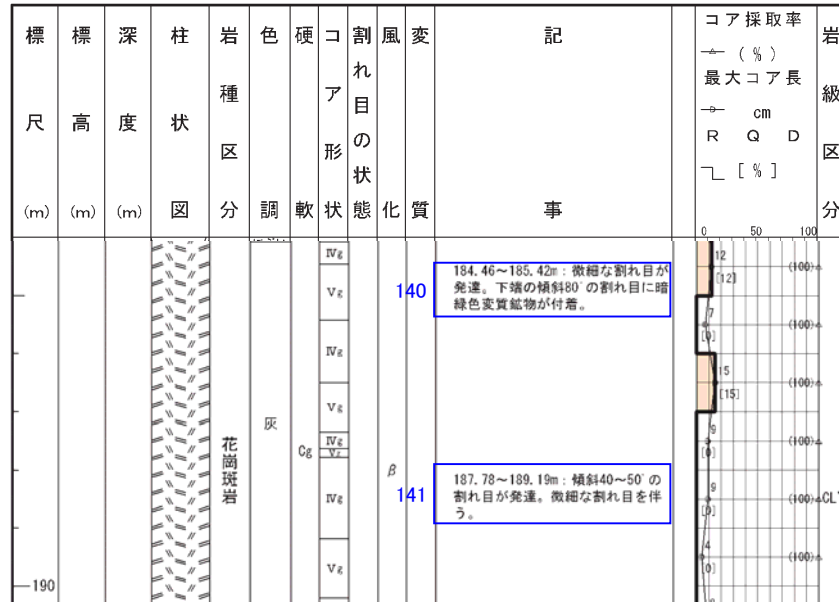 標尺(m)
標高(m)
深度(m)
柱状図
岩種区分
色調
硬軟
コア形状
割れ目の状態
風化
変質
記事
コア採取率
(%)
最大コア長
cm
R Q D
[%]
0 50 100
岩級区分
-190
花崗斑岩
灰
Cg
Ⅳg
Ⅴg
Ⅳg
Ⅴg
Ⅳg
Ⅴg
Ⅳg
Ⅴg
β
140
184.46～185.42m：微細な割れ目が
発達。下端の傾斜80°の割れ目に暗
緑色変質鉱物が付着。
141
187.78～189.19m：傾斜40～50°の
割れ目が発達。微細な割れ目を伴
う。
12 (100)
[12]
7 (100)
[0]
15 (100)
[15]
9 (100)
[0]
9 (100)
[0]
4 (100)
[0]